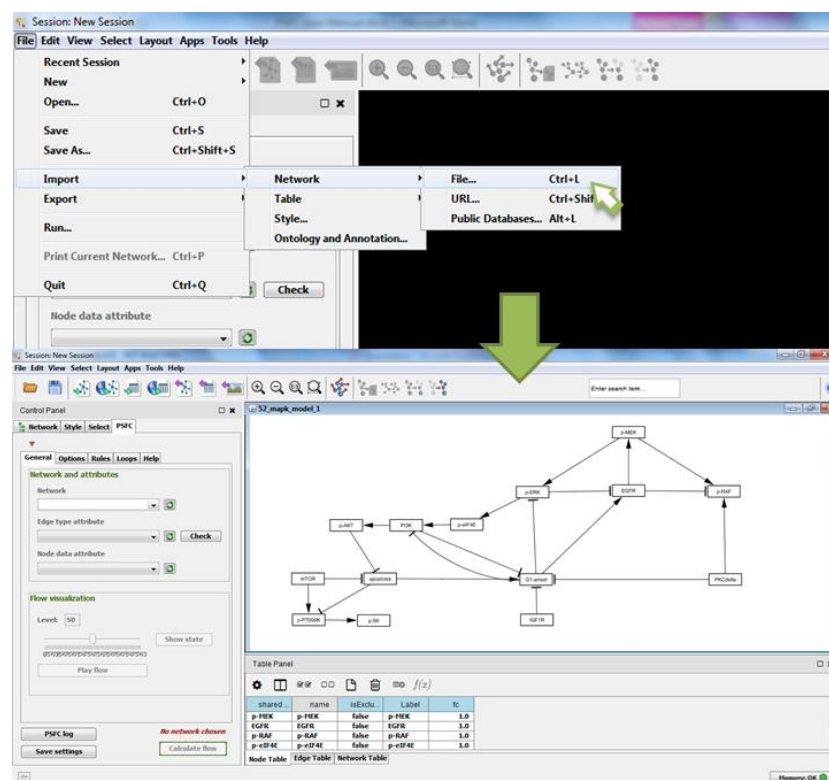 Session: New Session
File Edit View Select Layout Apps Tools Help
Recent Session
New
Open... Ctrl+O
Save Ctrl+S
Save As... Ctrl+Shift+S
Import
Network
File... Ctrl+L
Export
Table
URL... Ctrl+Shif
Style...
Public Databases... Alt+L
Run...
Ontology and Annotation...
Print Current Network... Ctrl+P
Quit Ctrl+Q
Check
Node data attribute
Session: New Session
File Edit View Select Layout Apps Tools Help
Enter search term...
Control Panel
Network Style Select PSFC
General Options Rules Loops Help
Network and attributes
Network
Edge type attribute
Check
Node data attribute
Flow visualization
Level: 50
Show state
Play flow
PSFC log
No network chosen
Save settings
Calculate flow
52_mapk_model_1
p-MEK
p-ERK
EGFR
p-RAF
p-AKT
PI3K
p-eIF4E
mTOR
apoptosis
G1-arrest
PKCdelta
p-P70S6K
p-S6
IGF1R
Table Panel
f(x)
shared... name isExclu... Label fc
p-MEK p-MEK false p-MEK 1.0
EGFR EGFR false EGFR 1.0
p-RAF p-RAF false p-RAF 1.0
p-eIF4E p-eIF4E false p-eIF4E 1.0
Node Table Edge Table Network Table
Memory: OK